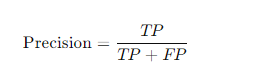 Precision = TP / (TP + FP)